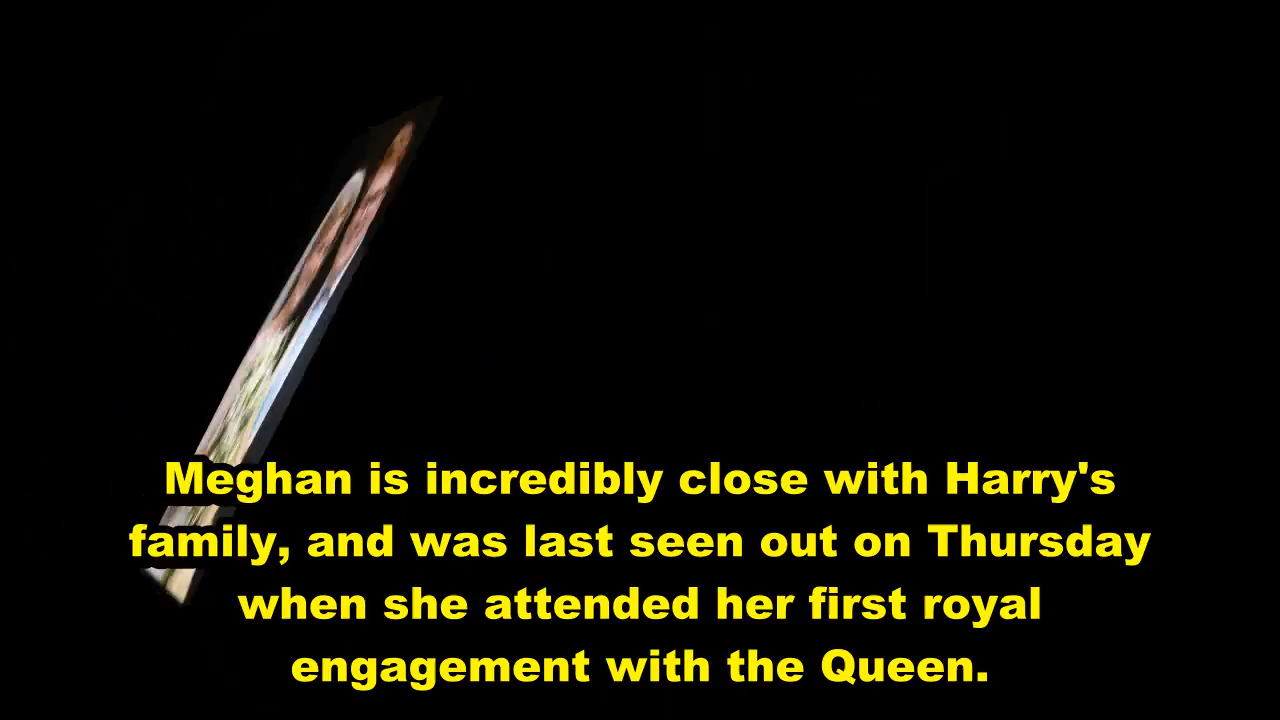 Meghan is incredibly close with Harry's
family, and was last seen out on Thursday
when she attended her first royal
engagement with the Queen.